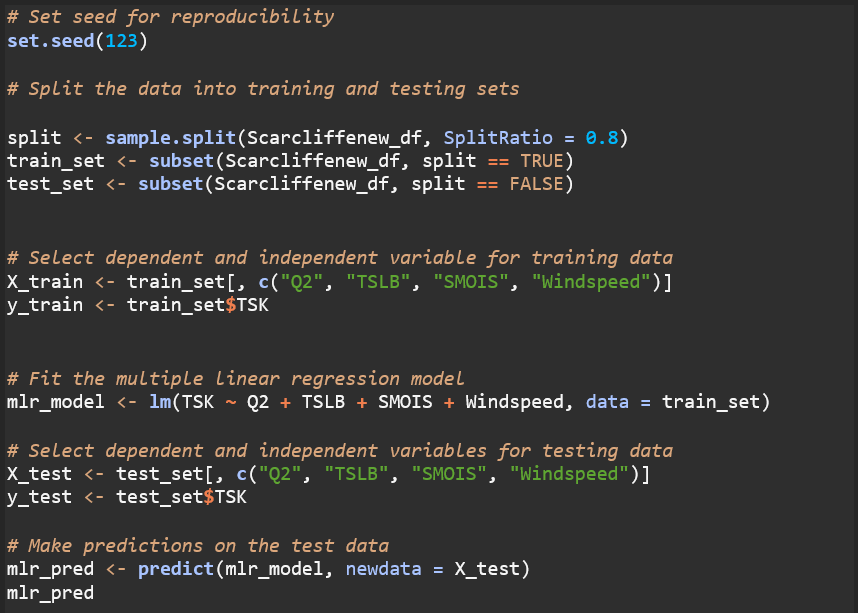 # Set seed for reproducibility
set.seed(123)
# Split the data into training and testing sets
split <- sample.split(Scarcliffenew_df, SplitRatio = 0.8)
train_set <- subset(Scarcliffenew_df, split == TRUE)
test_set <- subset(Scarcliffenew_df, split == FALSE)
# Select dependent and independent variable for training data
X_train <- train_set[, c("Q2", "TSLB", "SMOIS", "Windspeed")]
y_train <- train_set$TSK
# Fit the multiple linear regression model
mlr_model <- lm(TSK ~ Q2 + TSLB + SMOIS + Windspeed, data = train_set)
# Select dependent and independent variables for testing data
X_test <- test_set[, c("Q2", "TSLB", "SMOIS", "Windspeed")]
y_test <- test_set$TSK
# Make predictions on the test data
mlr_pred <- predict(mlr_model, newdata = X_test)
mlr_pred